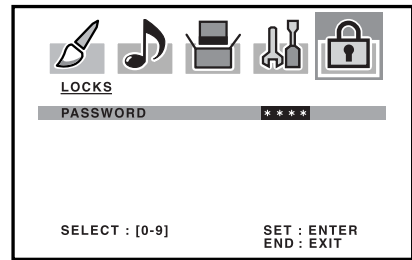 LOCKS
PASSWORD * * * *
SELECT : [0-9] SET : ENTER
END : EXIT